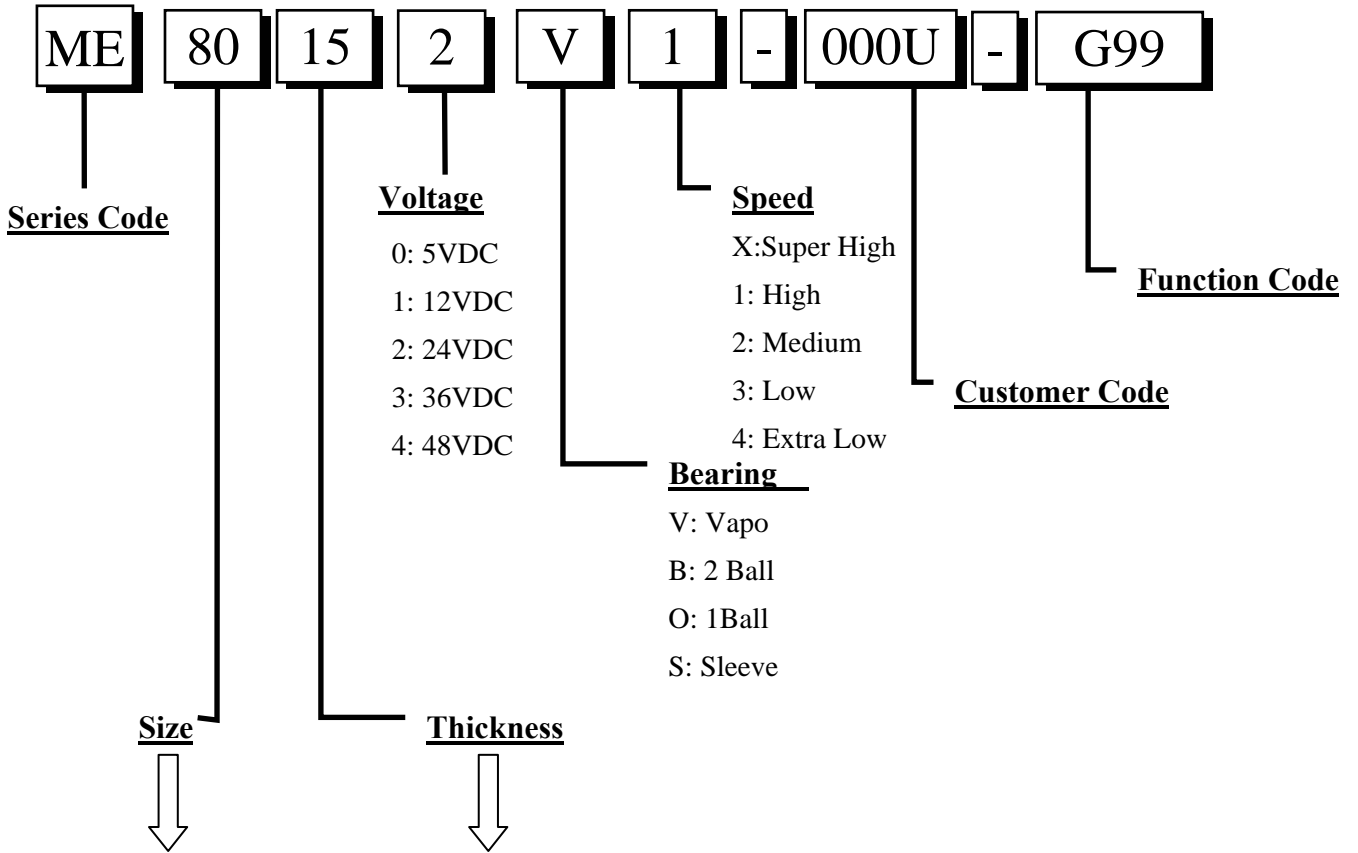 ME 80 15 2 V 1 - 000U - G99
Series Code
Voltage
0: 5VDC
1: 12VDC
2: 24VDC
3: 36VDC
4: 48VDC
Speed
X:Super High
1: High
2: Medium
3: Low
4: Extra Low
Function Code
Customer Code
Bearing
V: Vapo
B: 2 Ball
O: 1Ball
S: Sleeve
Size
Thickness